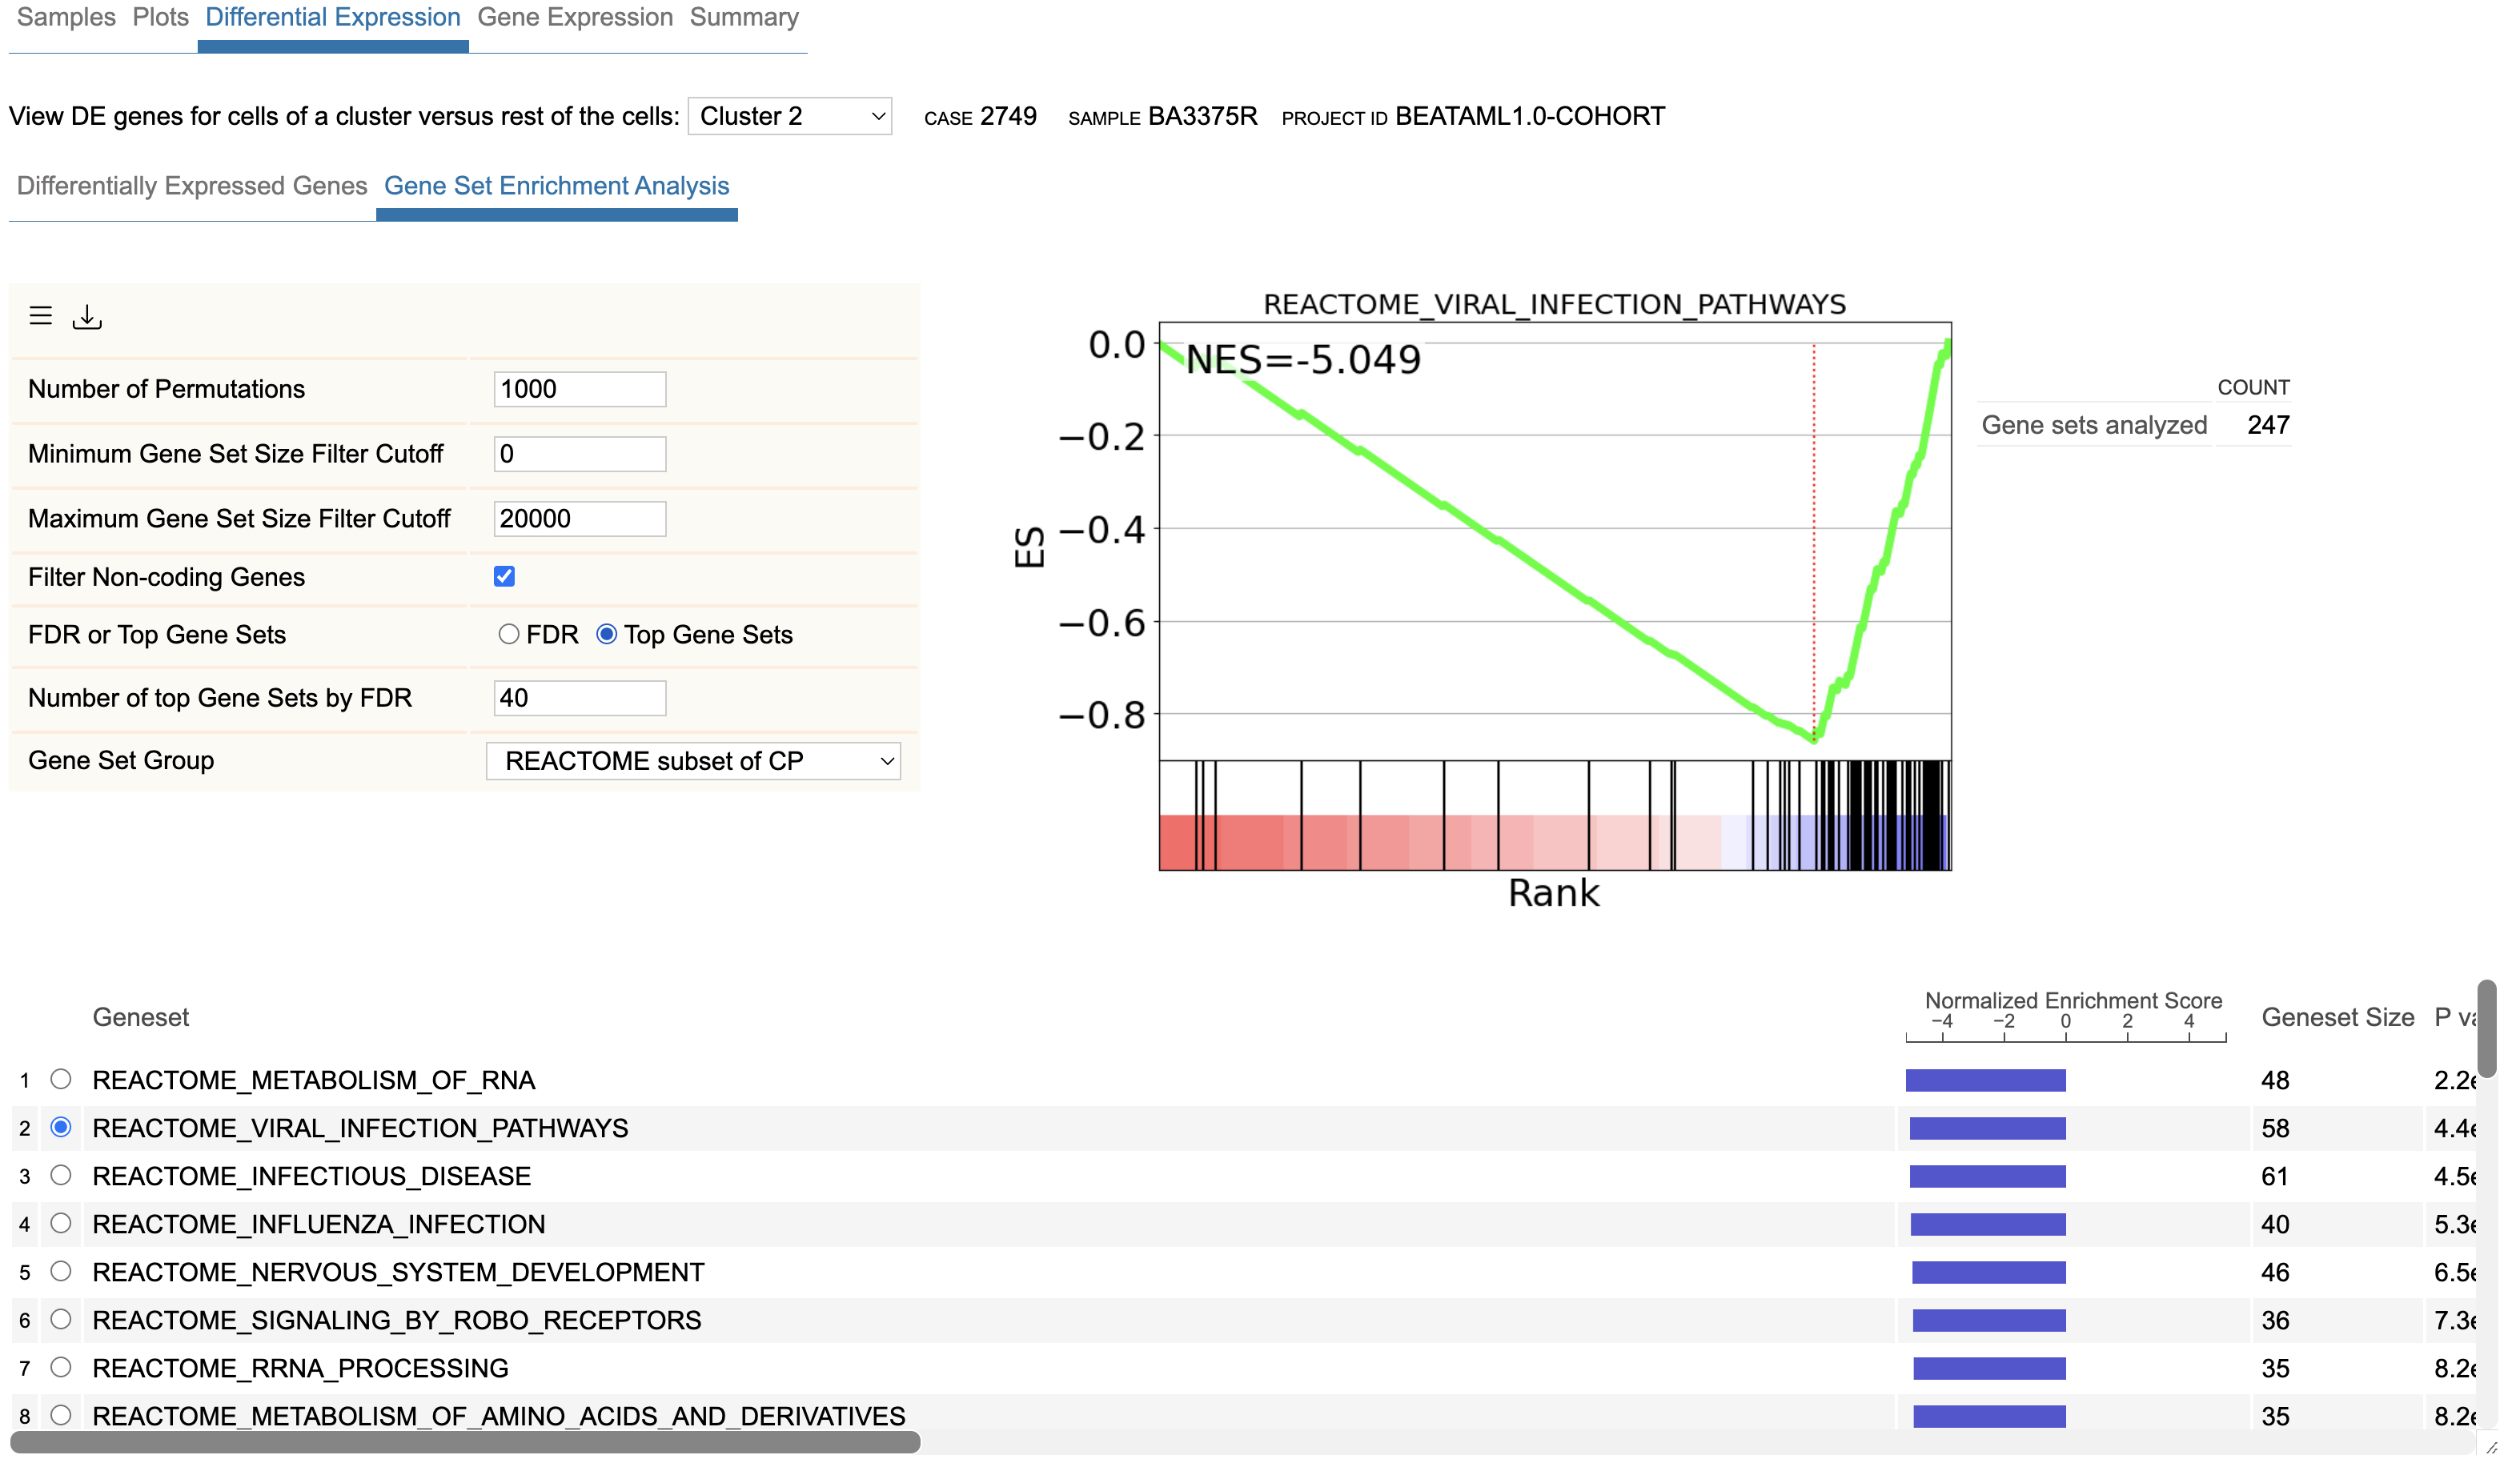 Samples Plots Differential Expression Gene Expression Summary
View DE genes for cells of a cluster versus rest of the cells: Cluster 2 CASE 2749 SAMPLE BA3375R PROJECT ID BEATAML1.0-COHORT
Differentially Expressed Genes Gene Set Enrichment Analysis
Number of Permutations 1000
Minimum Gene Set Size Filter Cutoff 0
Maximum Gene Set Size Filter Cutoff 20000
Filter Non-coding Genes
FDR or Top Gene Sets FDR Top Gene Sets
Number of top Gene Sets by FDR 40
Gene Set Group REACTOME subset of CP
REACTOME_VIRAL_INFECTION_PATHWAYS
NES=-5.049
0.0
−0.2
−0.4
−0.6
−0.8
ES
Rank
COUNT
Gene sets analyzed 247
Geneset Normalized Enrichment Score Geneset Size P va
−4 −2 0 2 4
1 REACTOME_METABOLISM_OF_RNA 48 2.2e
2 REACTOME_VIRAL_INFECTION_PATHWAYS 58 4.4e
3 REACTOME_INFECTIOUS_DISEASE 61 4.5e
4 REACTOME_INFLUENZA_INFECTION 40 5.3e
5 REACTOME_NERVOUS_SYSTEM_DEVELOPMENT 46 6.5e
6 REACTOME_SIGNALING_BY_ROBO_RECEPTORS 36 7.3e
7 REACTOME_RRNA_PROCESSING 35 8.2e
8 REACTOME_METABOLISM_OF_AMINO_ACIDS_AND_DERIVATIVES 35 8.2e